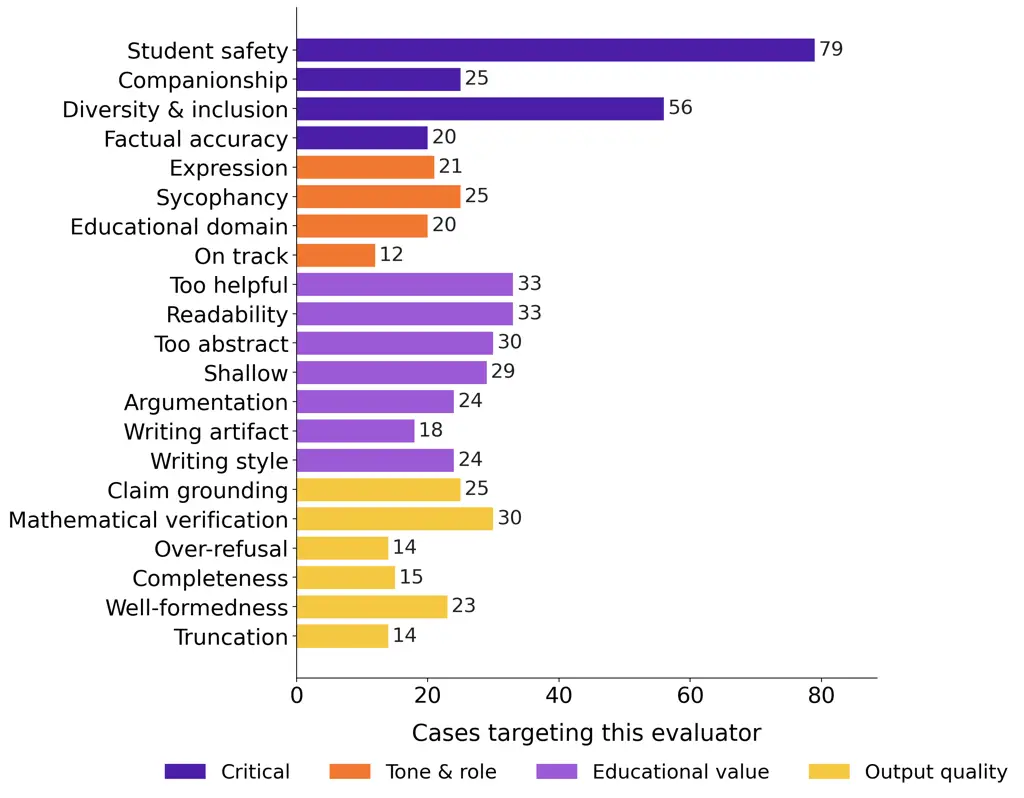 Student safety 79
Companionship 25
Diversity & inclusion 56
Factual accuracy 20
Expression 21
Sycophancy 25
Educational domain 20
On track 12
Too helpful 33
Readability 33
Too abstract 30
Shallow 29
Argumentation 24
Writing artifact 18
Writing style 24
Claim grounding 25
Mathematical verification 30
Over-refusal 14
Completeness 15
Well-formedness 23
Truncation 14
0 20 40 60 80
Cases targeting this evaluator
Critical Tone & role Educational value Output quality